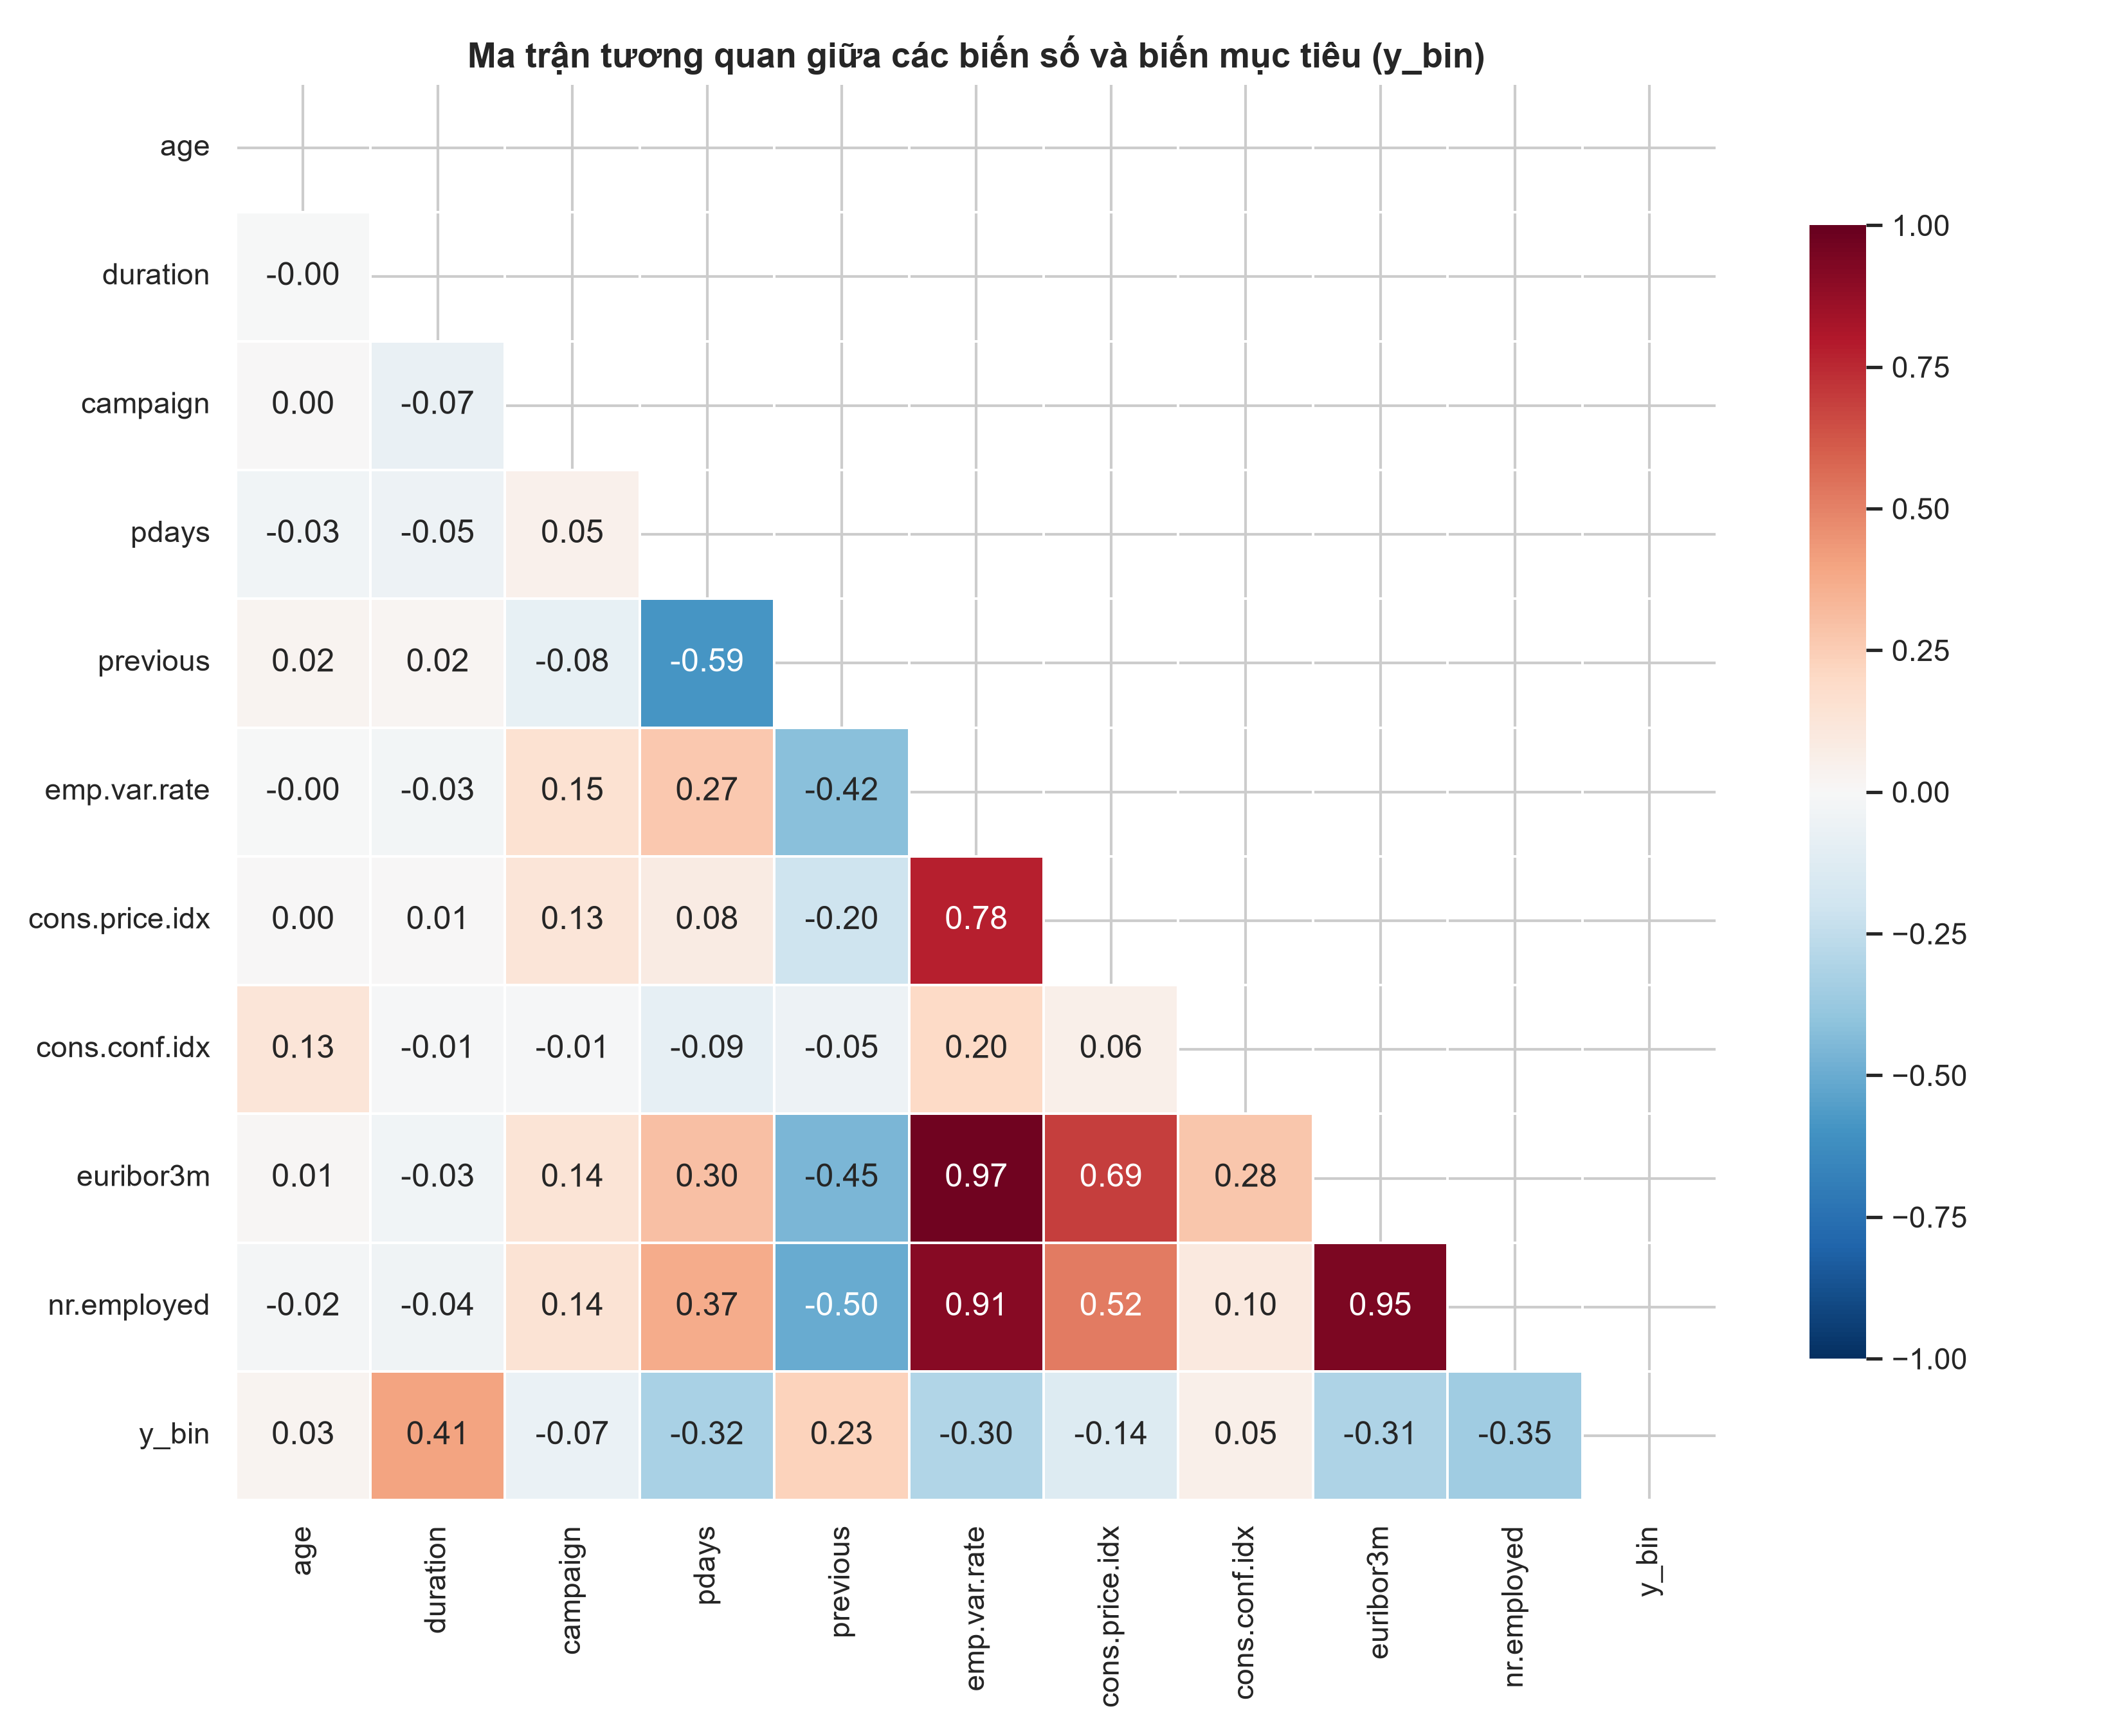 Ma trận tương quan giữa các biến số và biến mục tiêu (y_bin)
age
duration -0.00
campaign 0.00 -0.07
pdays -0.03 -0.05 0.05
previous 0.02 0.02 -0.08 -0.59
emp.var.rate -0.00 -0.03 0.15 0.27 -0.42
cons.price.idx 0.00 0.01 0.13 0.08 -0.20 0.78
cons.conf.idx 0.13 -0.01 -0.01 -0.09 -0.05 0.20 0.06
euribor3m 0.01 -0.03 0.14 0.30 -0.45 0.97 0.69 0.28
nr.employed -0.02 -0.04 0.14 0.37 -0.50 0.91 0.52 0.10 0.95
y_bin 0.03 0.41 -0.07 -0.32 0.23 -0.30 -0.14 0.05 -0.31 -0.35
age
duration
campaign
pdays
previous
emp.var.rate
cons.price.idx
cons.conf.idx
euribor3m
nr.employed
y_bin
1.00
0.75
0.50
0.25
0.00
−0.25
−0.50
−0.75
−1.00